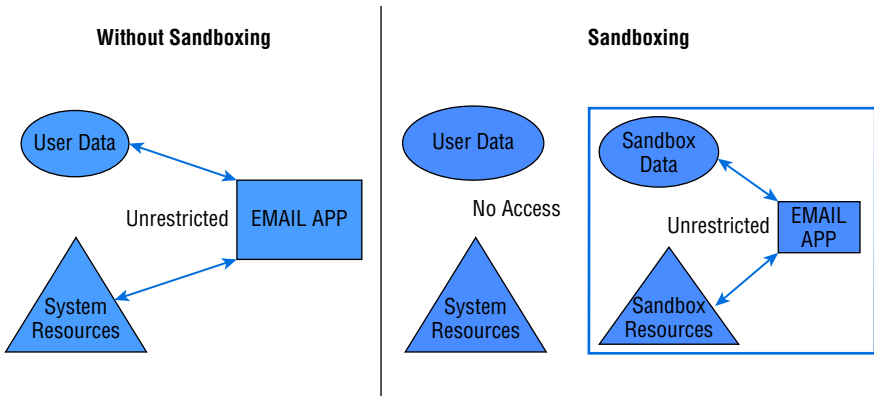 Without Sandboxing
User Data
Unrestricted
EMAIL APP
System
Resources
Sandboxing
User Data
No Access
System
Resources
Sandbox
Data
Unrestricted
EMAIL
APP
Sandbox
Resources